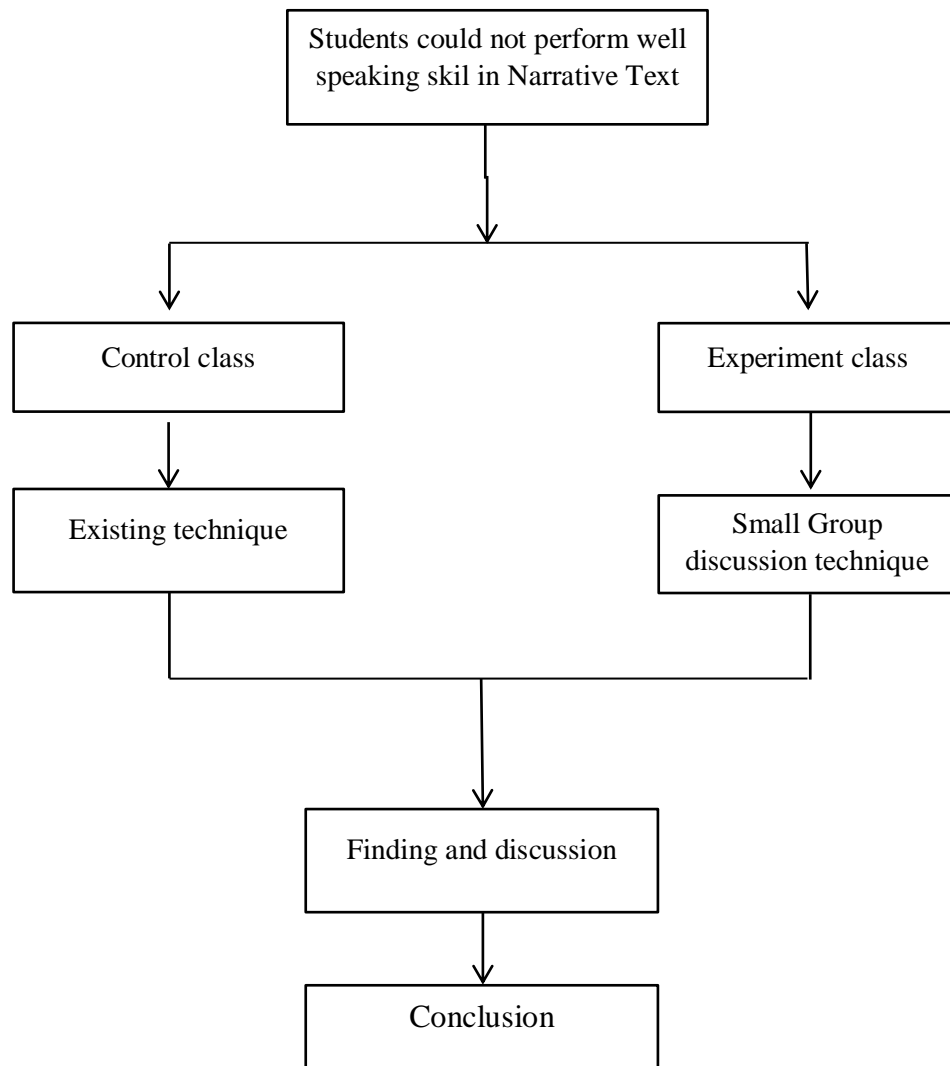 Students could not perform well
speaking skil in Narrative Text
Control class
Experiment class
Existing technique
Small Group
discussion technique
Finding and discussion
Conclusion